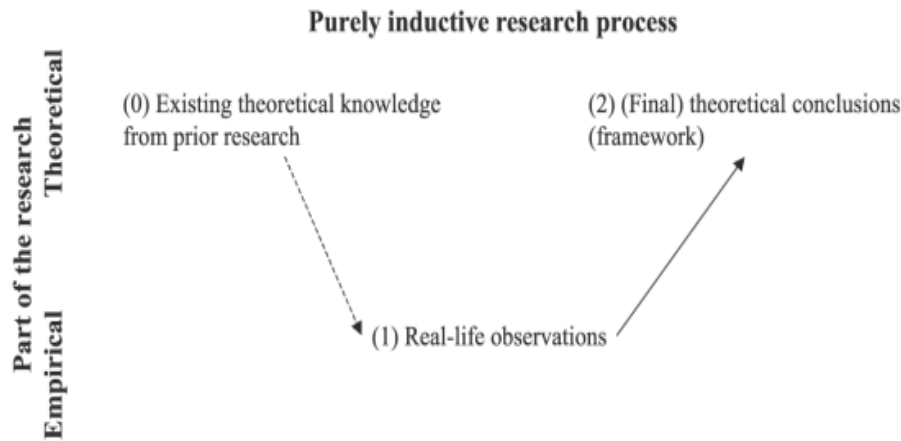 Purely inductive research process
(0) Existing theoretical knowledge
from prior research
(2) (Final) theoretical conclusions
(framework)
(1) Real-life observations
Part of the research
Theoretical
Empirical